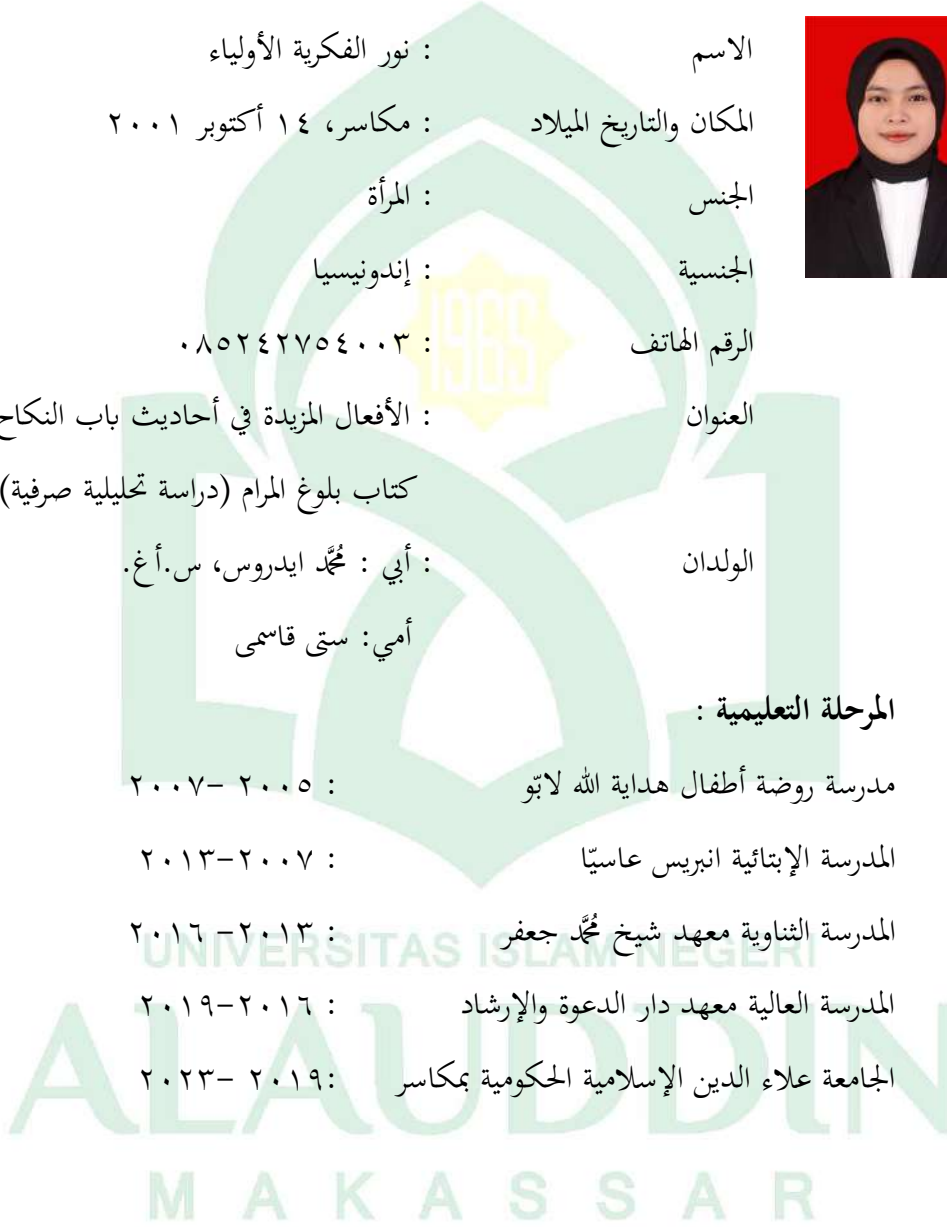 الاسم : نور الفكرية الأولياء
المكان والتاريخ الميلاد : مكاسر، ١٤ أكتوبر ٢٠٠١
الجنس : المرأة
الجنسية : إندونيسيا
الرقم الهاتف : ٠٨٥٢٤٢٧٥٤٠٠٣
العنوان : الأفعال المزيدة في أحاديث باب النكاح
كتاب بلوغ المرام (دراسة تحليلية صرفية)
الولدان : أبي : مُحَّمد ايدروس، س.أغ.
أمي: ستى قاسمى
المرحلة التعليمية :
مدرسة روضة أطفال هداية الله لابّو : ٢٠٠٥ –٢٠٠٧
المدرسة الإبتائية انبريس عاسيّا : ٢٠٠٧-٢٠١٣
المدرسة الثناوية معهد شيخ مُحَّمد جعفر : ٢٠١٣– ٢٠١٦
المدرسة العالية معهد دار الدعوة والإرشاد : ٢٠١٦-٢٠١٩
الجامعة علاء الدين الإسلامية الحكومية بمكاسر :٢٠١٩ –٢٠٢٣
1965
UNIVERSITAS ISLAM NEGERI
ALAUDDIN
MAKASSAR